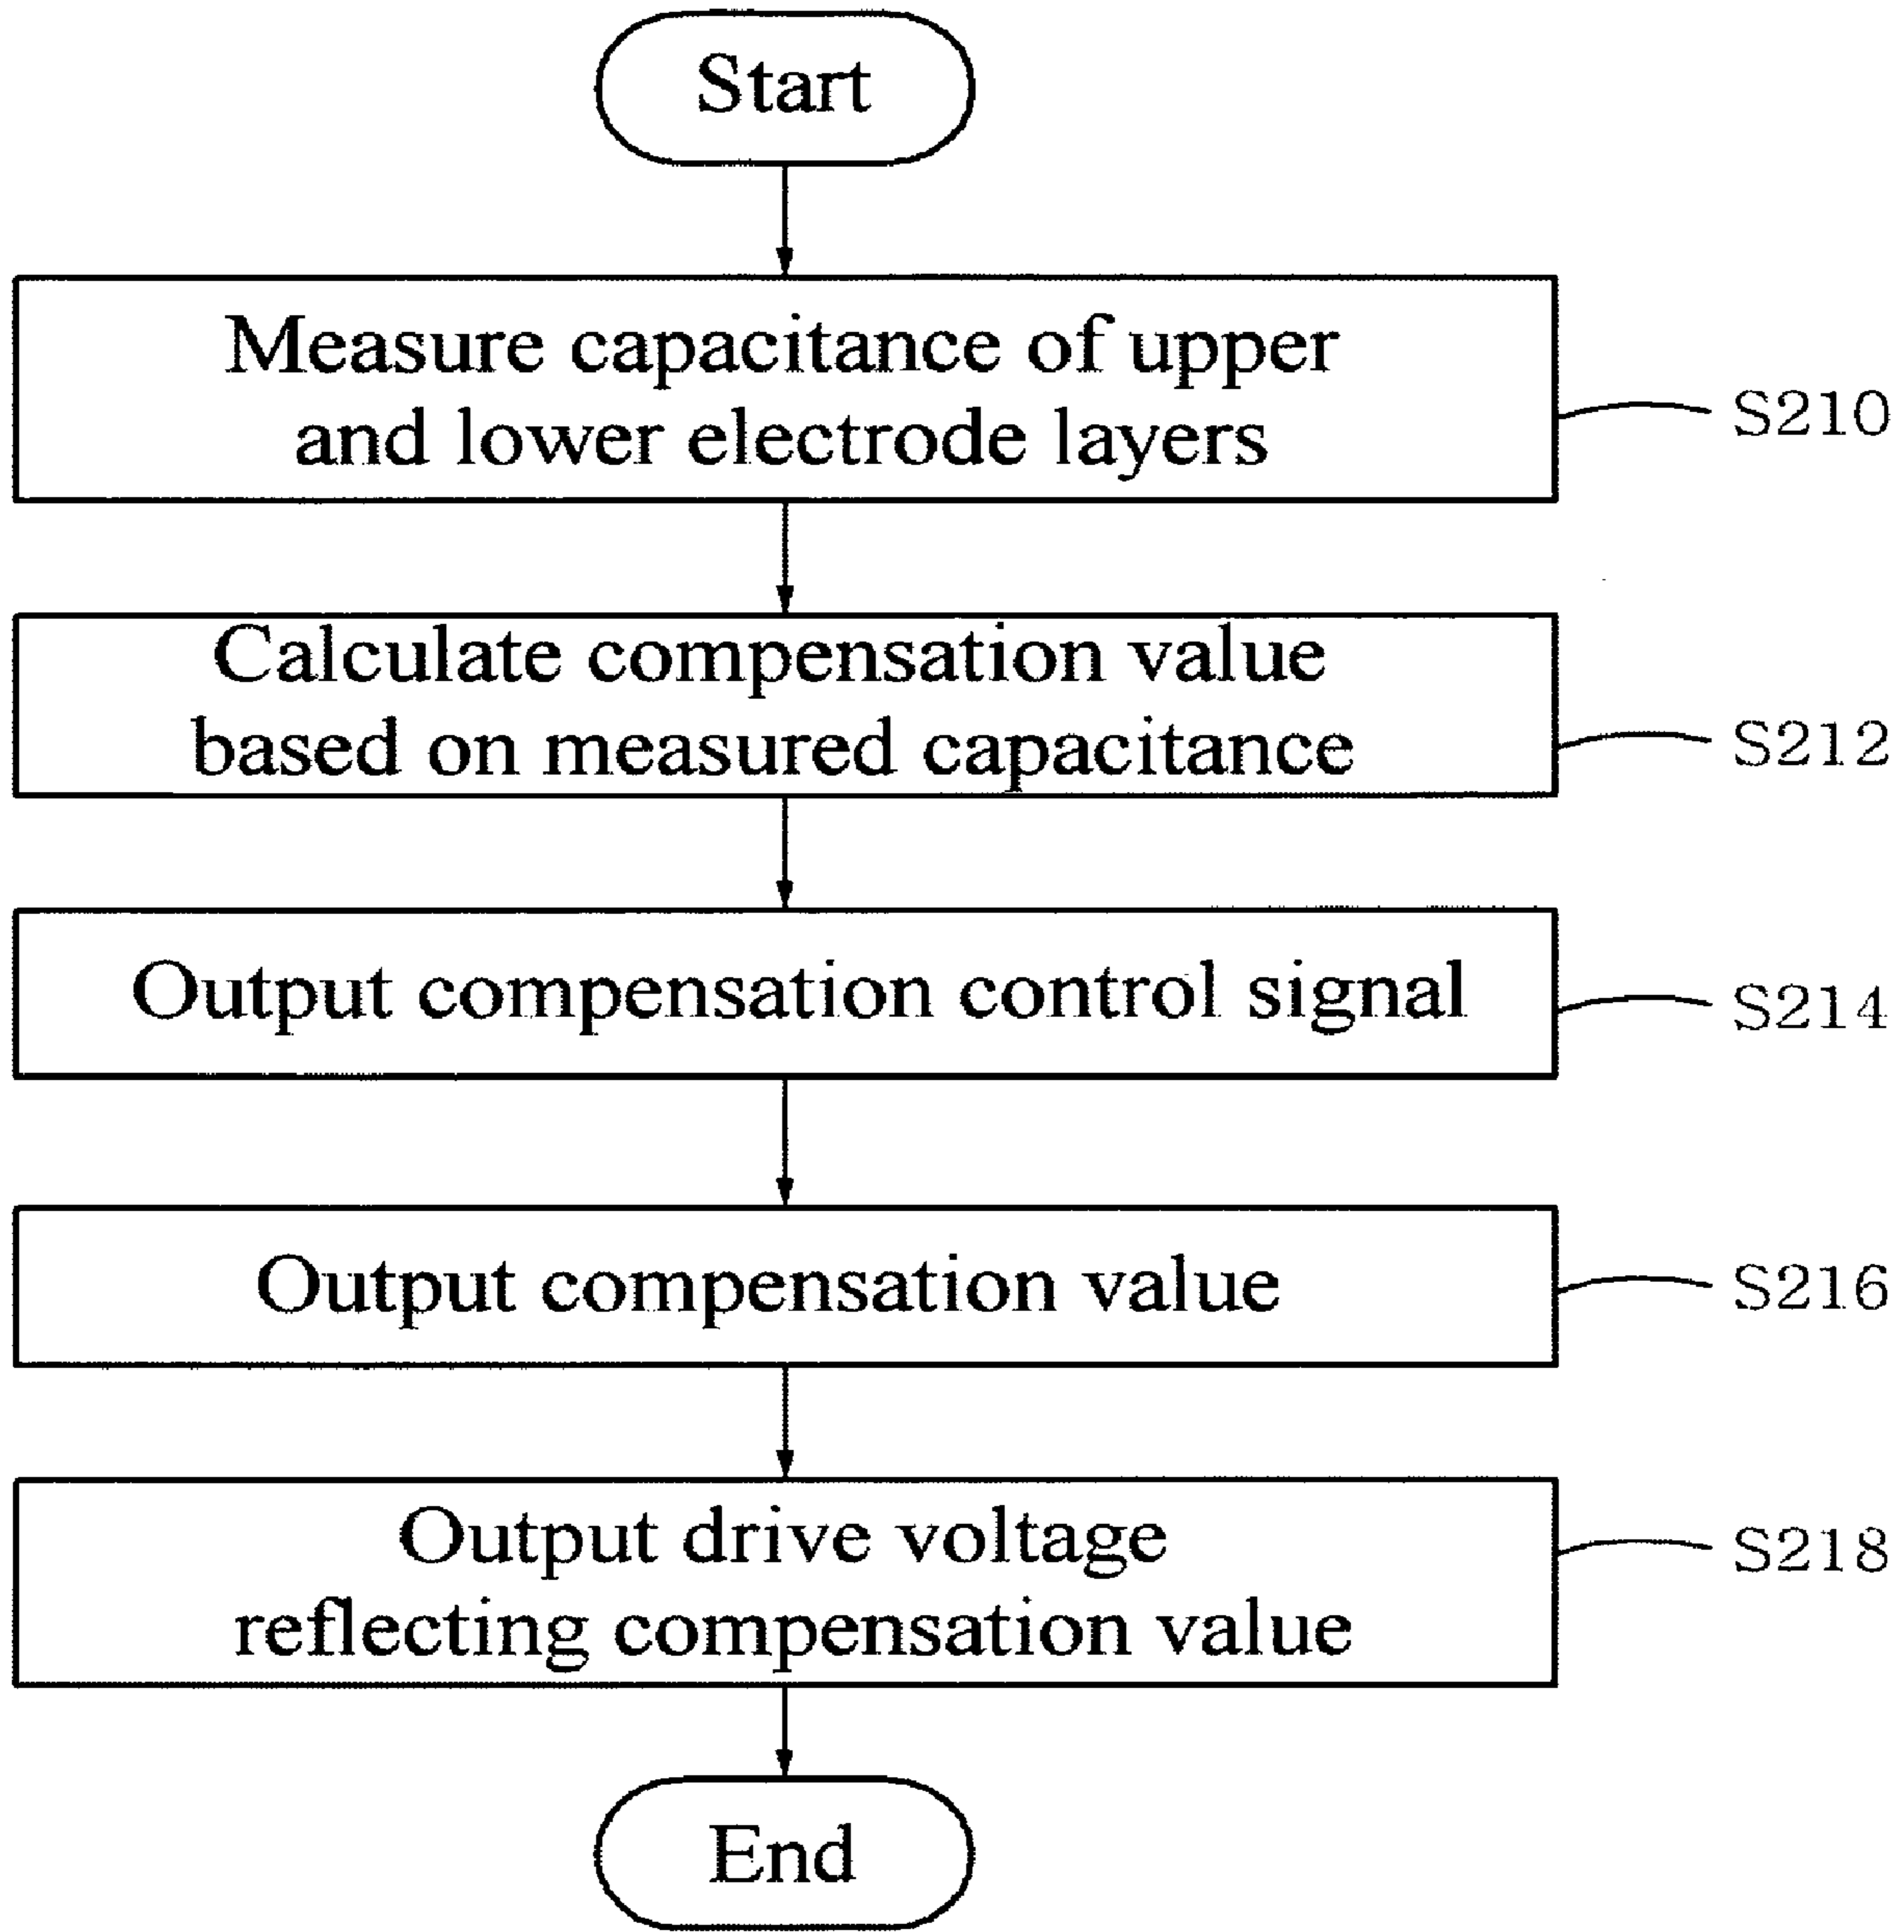 Start
Measure capacitance of upper
and lower electrode layers
S210
Calculate compensation value
based on measured capacitance
S212
Output compensation control signal
S214
Output compensation value
S216
Output drive voltage
reflecting compensation value
S218
End